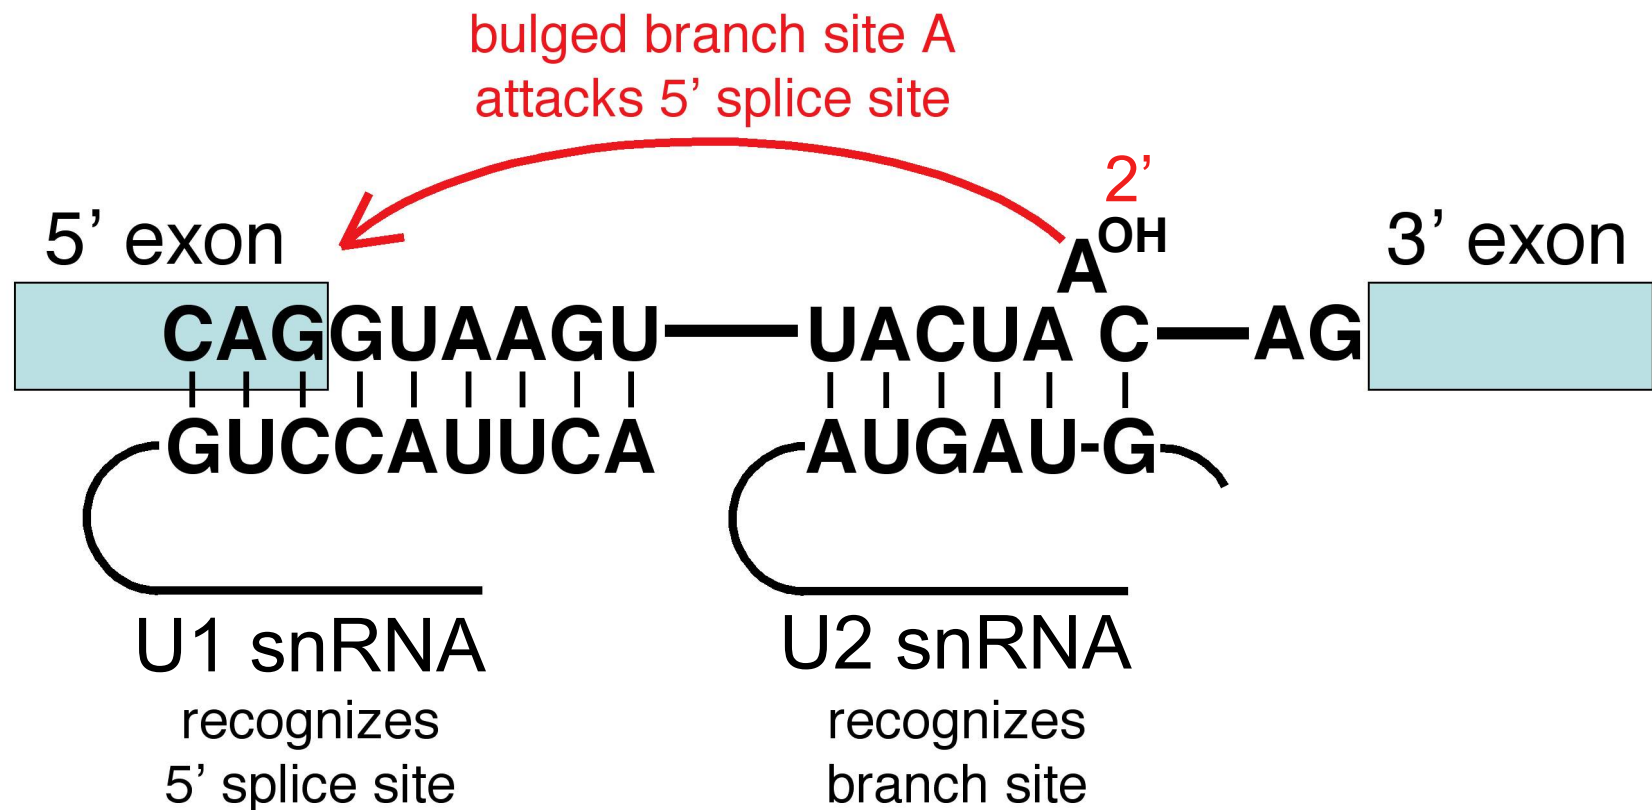 bulged branch site A
attacks 5’ splice site
2’
5’ exon
A OH
3’ exon
CAGGUAAGU
UACUA C
AG
GUCCAUUCA
AUGAU-G
U1 snRNA
recognizes
5’ splice site
U2 snRNA
recognizes
branch site